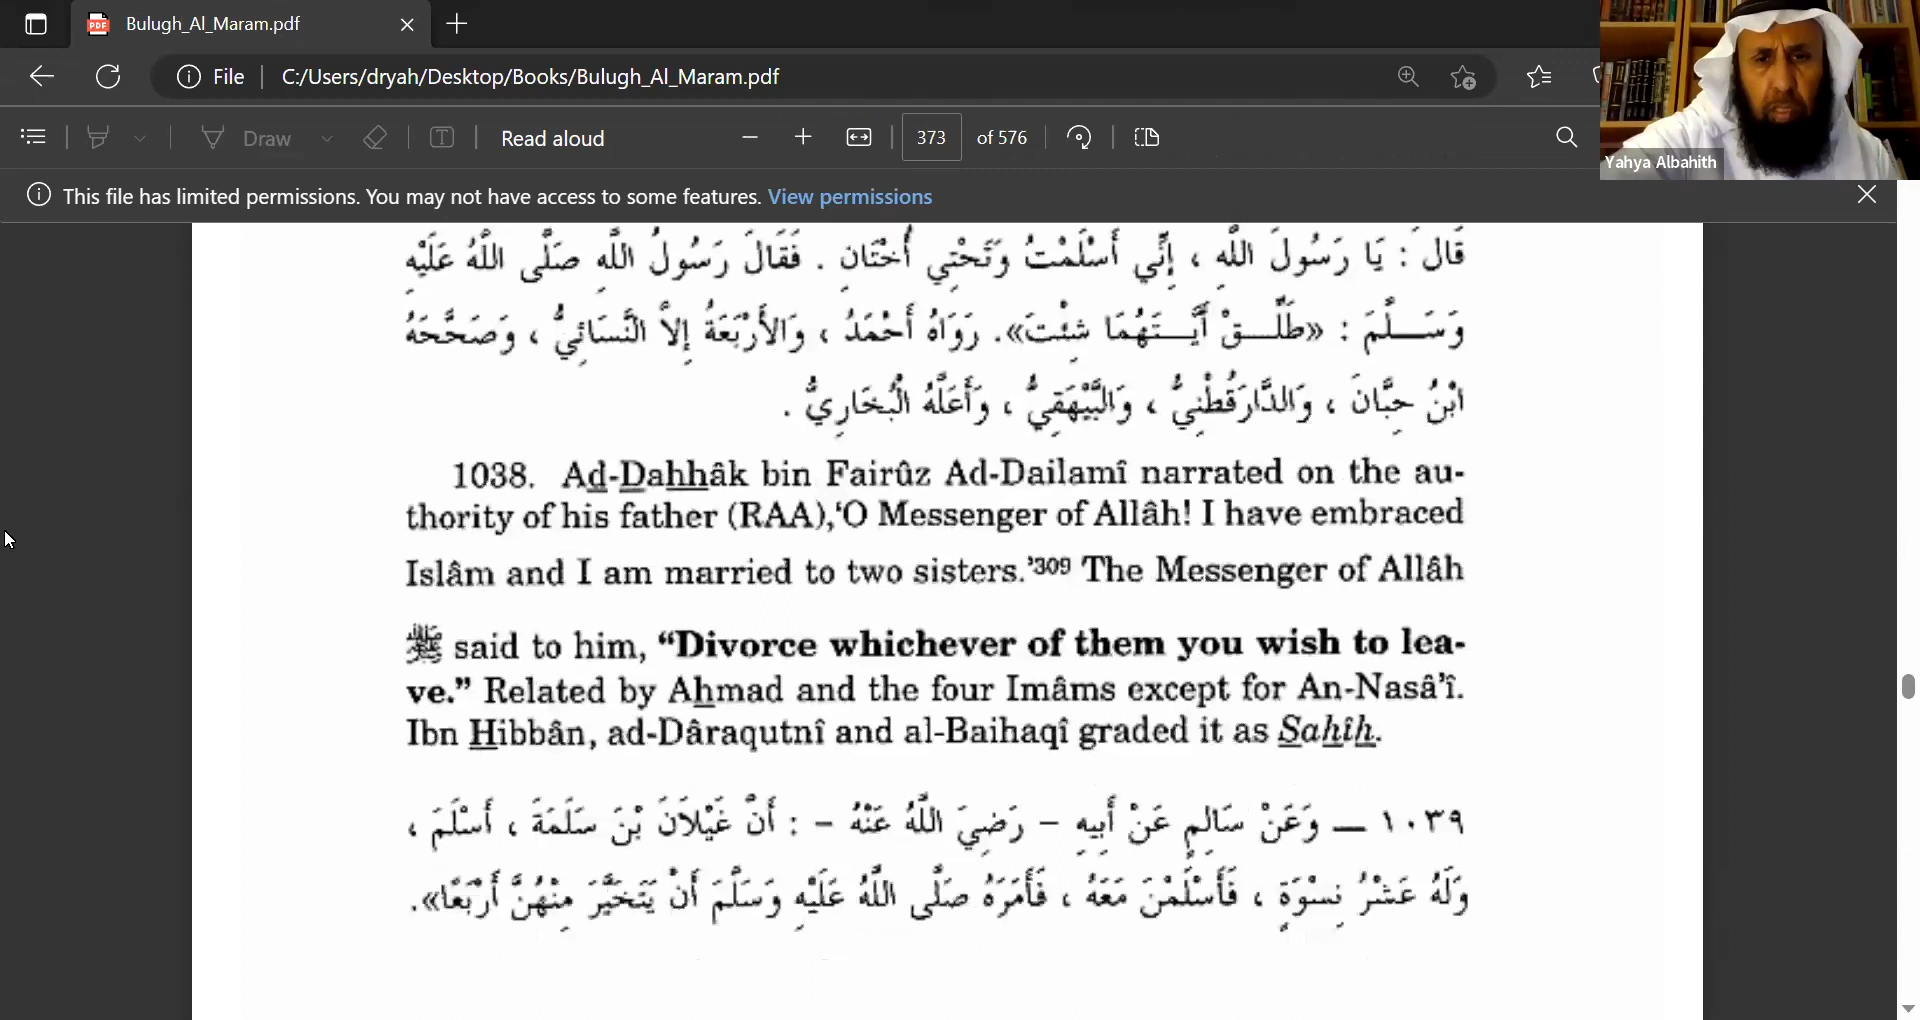 Bulugh_Al_Maram.pdf
File
C:/Users/dryah/Desktop/Books/Bulugh_Al_Maram.pdf
Draw
Read aloud
373 of 576
Yahya Albahith
This file has limited permissions. You may not have access to some features. View permissions
قَالَ : يَا رَسُولَ اللَّهِ ، إِنِّي أَسْلَمْتُ وَتَحْتِي أُخْتَانِ . فَقَالَ رَسُولُ اللَّهِ صَلَّى اللَّهُ عَلَيْهِ
وَسَلَّمَ : «طَلِّقْ أَيَّتَهُمَا شِئْتَ». رَوَاهُ أَحْمَدُ ، وَالأَرْبَعَةُ إِلاَّ النَّسَائِيُّ ، وَصَحَّحَهُ
ابْنُ حِبَّانَ ، وَالدَّارَقُطْنِيُّ ، وَالْبَيْهَقِيُّ ، وَأَعَلَّهُ الْبُخَارِيُّ .
1038. Ad-Dahhâk bin Fairûz Ad-Dailamî narrated on the au-
thority of his father (RAA),‘O Messenger of Allâh! I have embraced
Islâm and I am married to two sisters.’309 The Messenger of Allâh
ﷺ said to him, “Divorce whichever of them you wish to lea-
ve.” Related by Ahmad and the four Imâms except for An-Nasâ’î.
Ibn Hibbân, ad-Dâraqutnî and al-Baihaqî graded it as Sahîh.
١٠٣٩ ــ وَعَنْ سَالِمٍ عَنْ أَبِيهِ – رَضِيَ اللَّهُ عَنْهُ – : أَنَّ غَيْلاَنَ بْنَ سَلَمَةَ ، أَسْلَمَ ،
وَلَهُ عَشْرُ نِسْوَةٍ ، فَأَسْلَمْنَ مَعَهُ ، فَأَمَرَهُ صَلَّى اللَّهُ عَلَيْهِ وَسَلَّمَ أَنْ يَتَخَيَّرَ مِنْهُنَّ أَرْبَعًا».